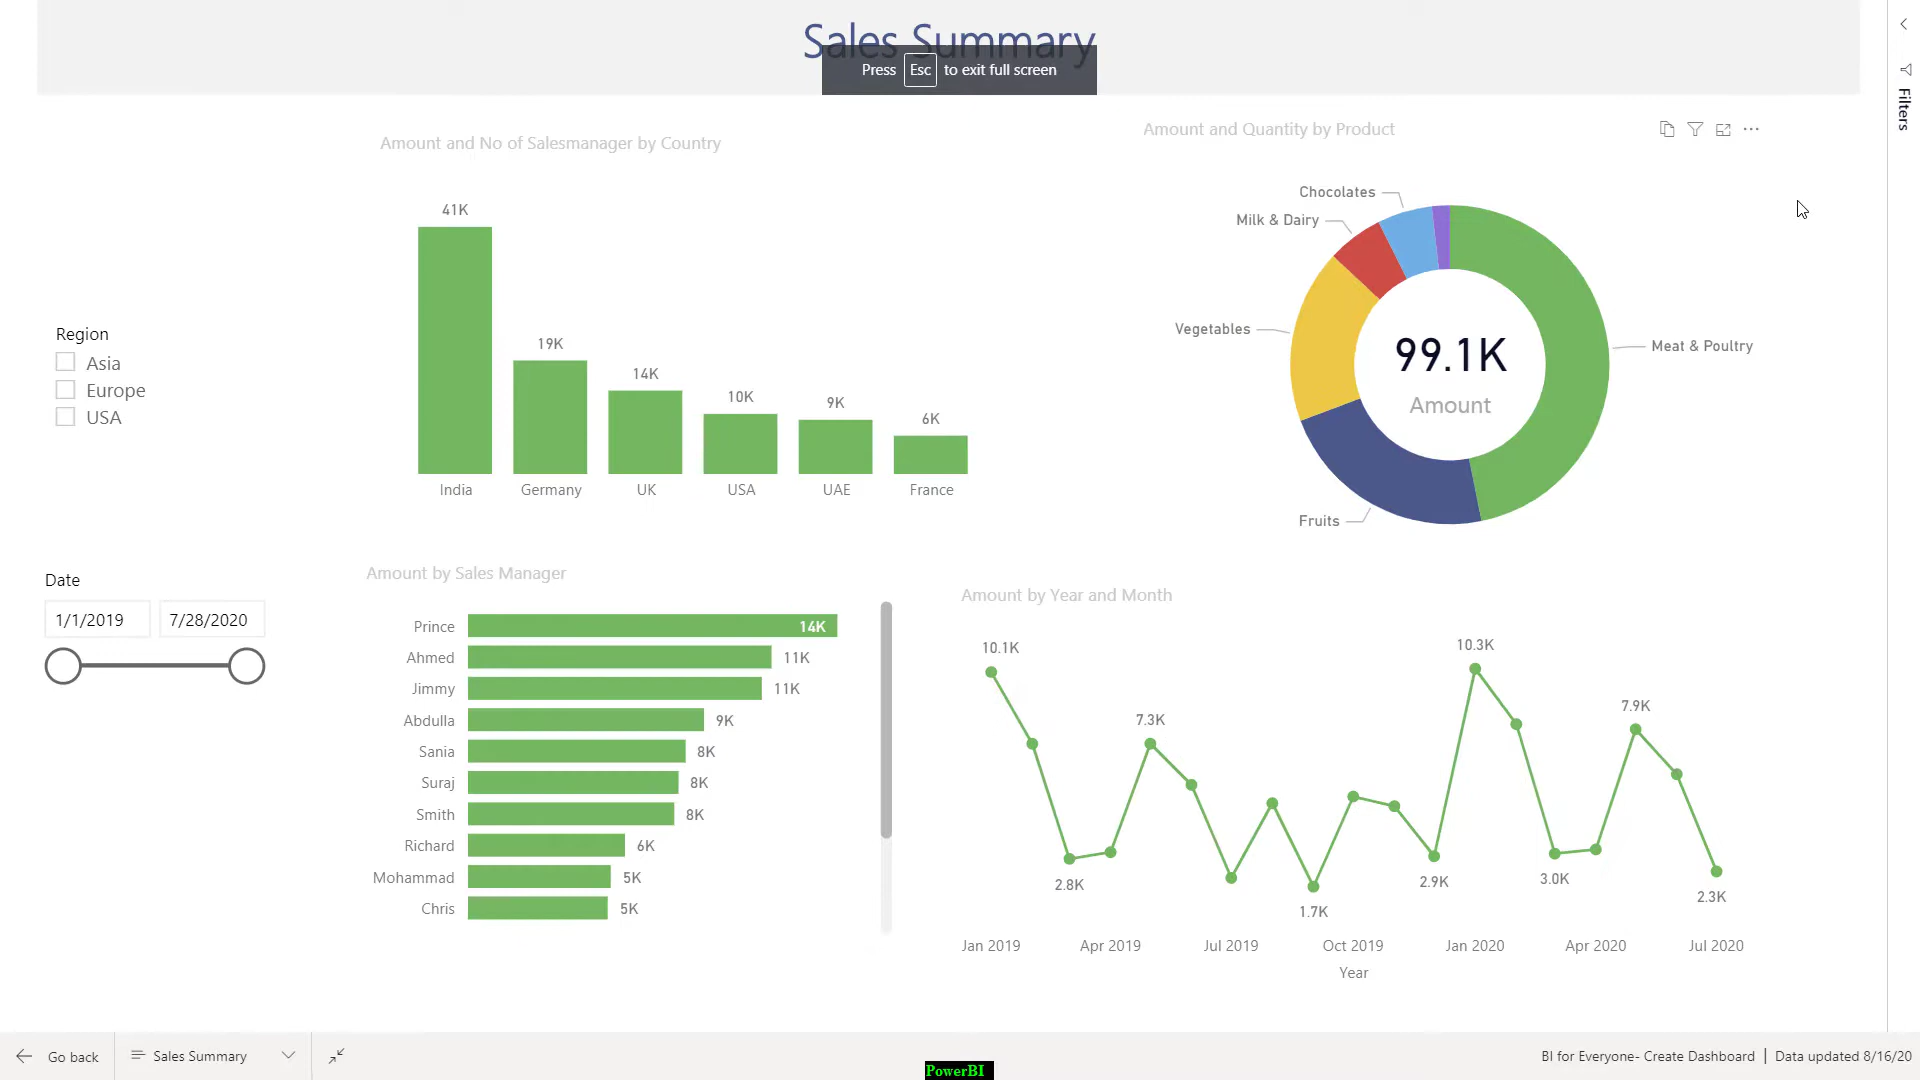 Sales Summary
Press Esc to exit full screen
Filters
Amount and No of Salesmanager by Country
41K
19K
14K
10K
9K
6K
India Germany UK USA UAE France
Amount and Quantity by Product
Chocolates
Milk & Dairy
Vegetables
Meat & Poultry
Fruits
99.1K
Amount
Region
Asia
Europe
USA
Date
1/1/2019 7/28/2020
Amount by Sales Manager
Prince 14K
Ahmed 11K
Jimmy 11K
Abdulla 9K
Sania 8K
Suraj 8K
Smith 8K
Richard 6K
Mohammad 5K
Chris 5K
Amount by Year and Month
10.1K
2.8K
7.3K
1.7K
2.9K
10.3K
3.0K
7.9K
2.3K
Jan 2019 Apr 2019 Jul 2019 Oct 2019 Jan 2020 Apr 2020 Jul 2020
Year
Go back
Sales Summary
PowerBI
BI for Everyone- Create Dashboard | Data updated 8/16/20